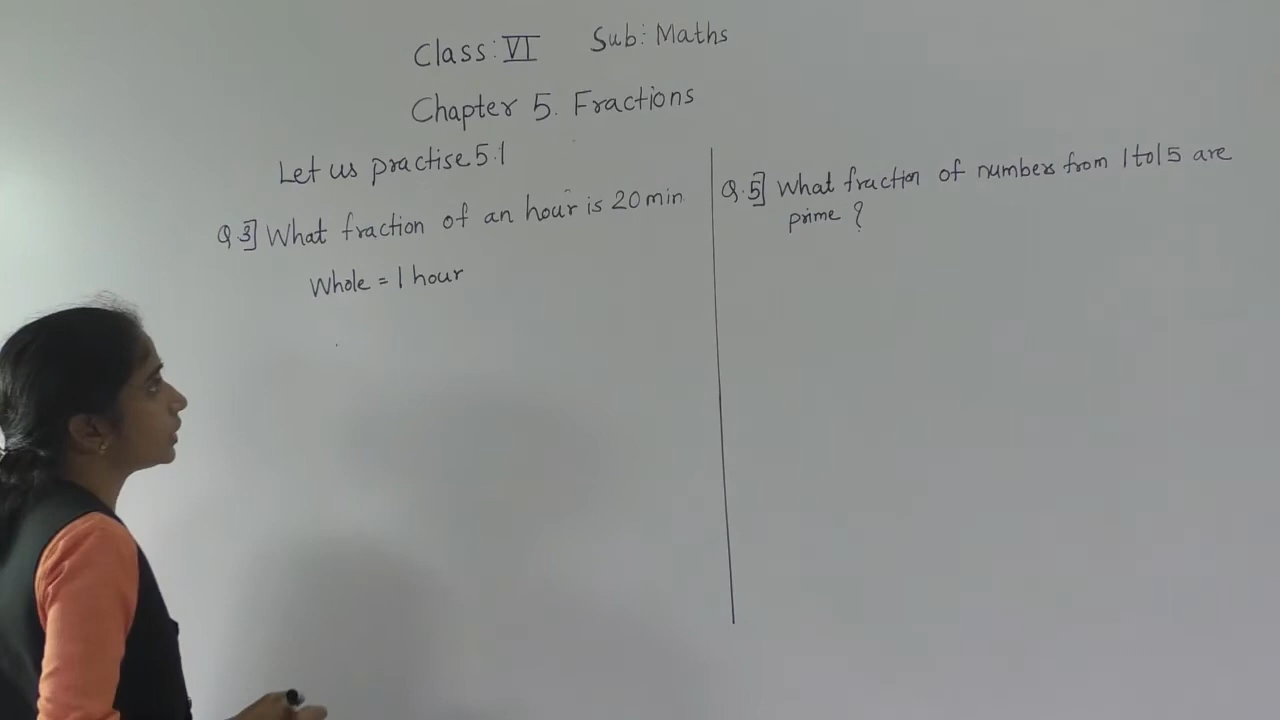 Class: VI Sub: Maths
Chapter 5. Fractions
Let us practise 5.1
Q.3] What fraction of an hour is 20 min
Whole = 1 hour
Q.5] What fraction of numbers from 1 to 15 are
prime ?